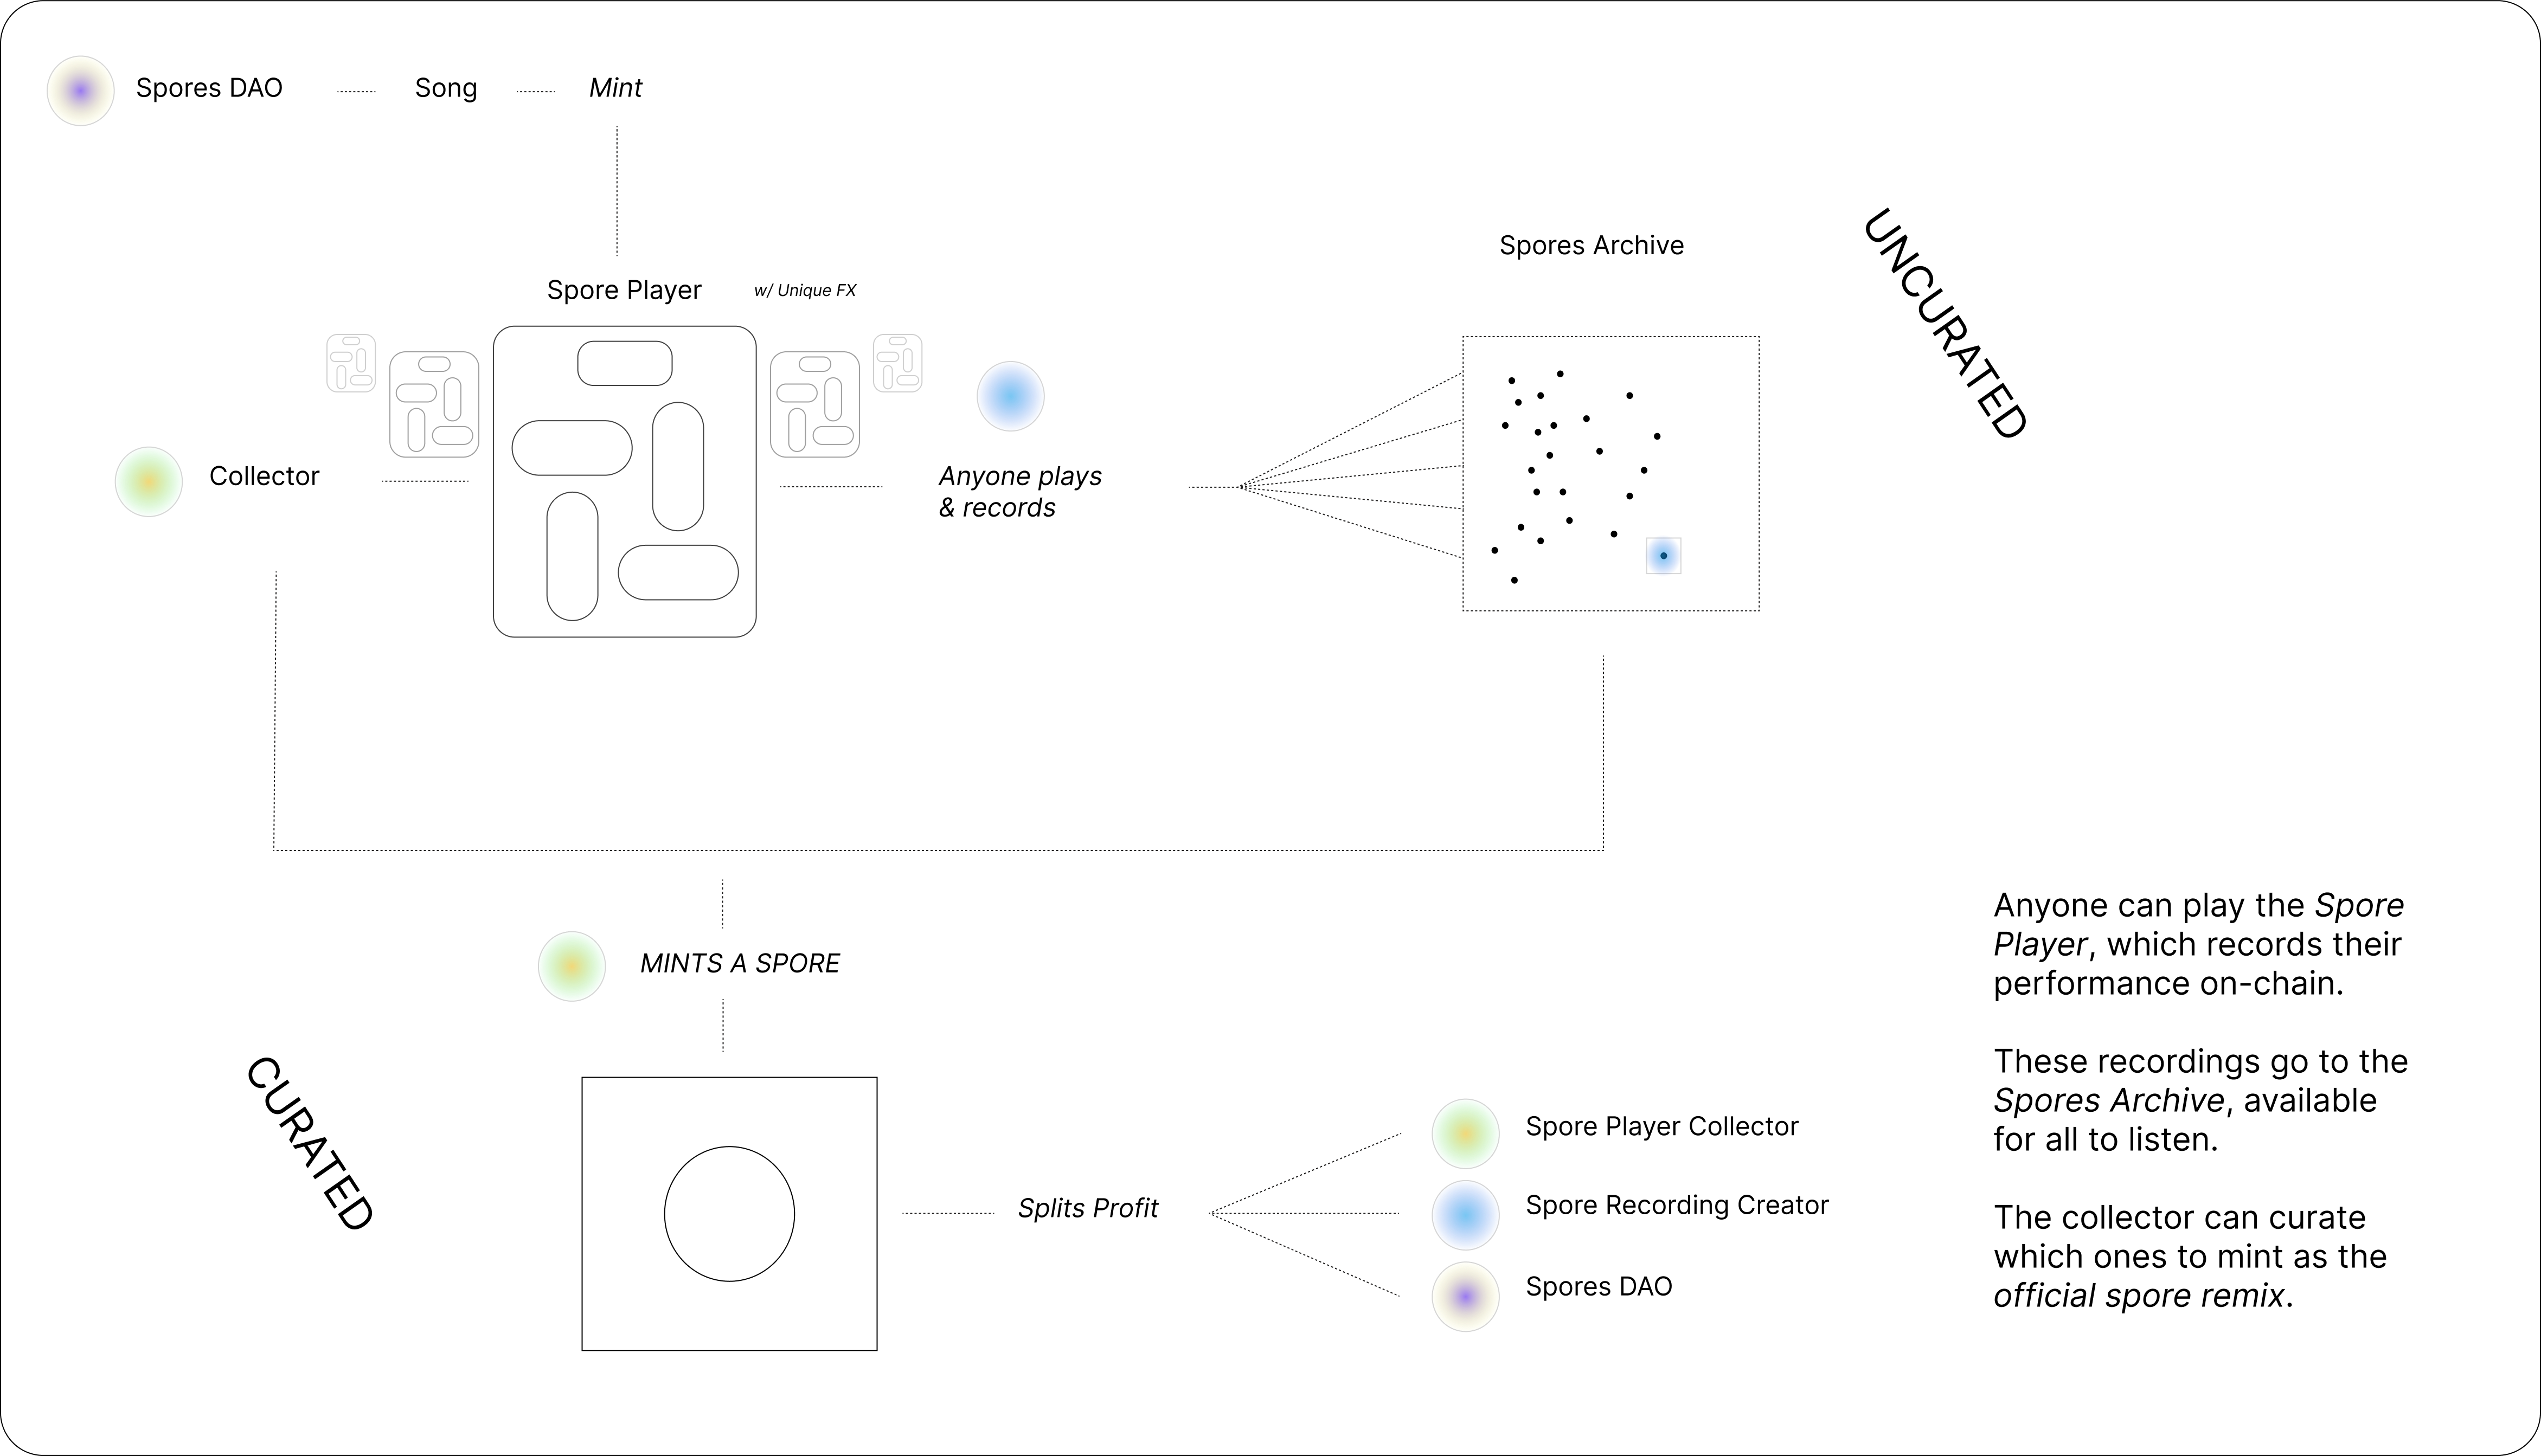 Spores DAO
Song
Mint
Spore Player
w/ Unique FX
Spores Archive
UNCURATED
Collector
Anyone plays
& records
MINTS A SPORE
CURATED
Splits Profit
Spore Player Collector
Spore Recording Creator
Spores DAO
Anyone can play the Spore
Player, which records their
performance on-chain.
These recordings go to the
Spores Archive, available
for all to listen.
The collector can curate
which ones to mint as the
official spore remix.